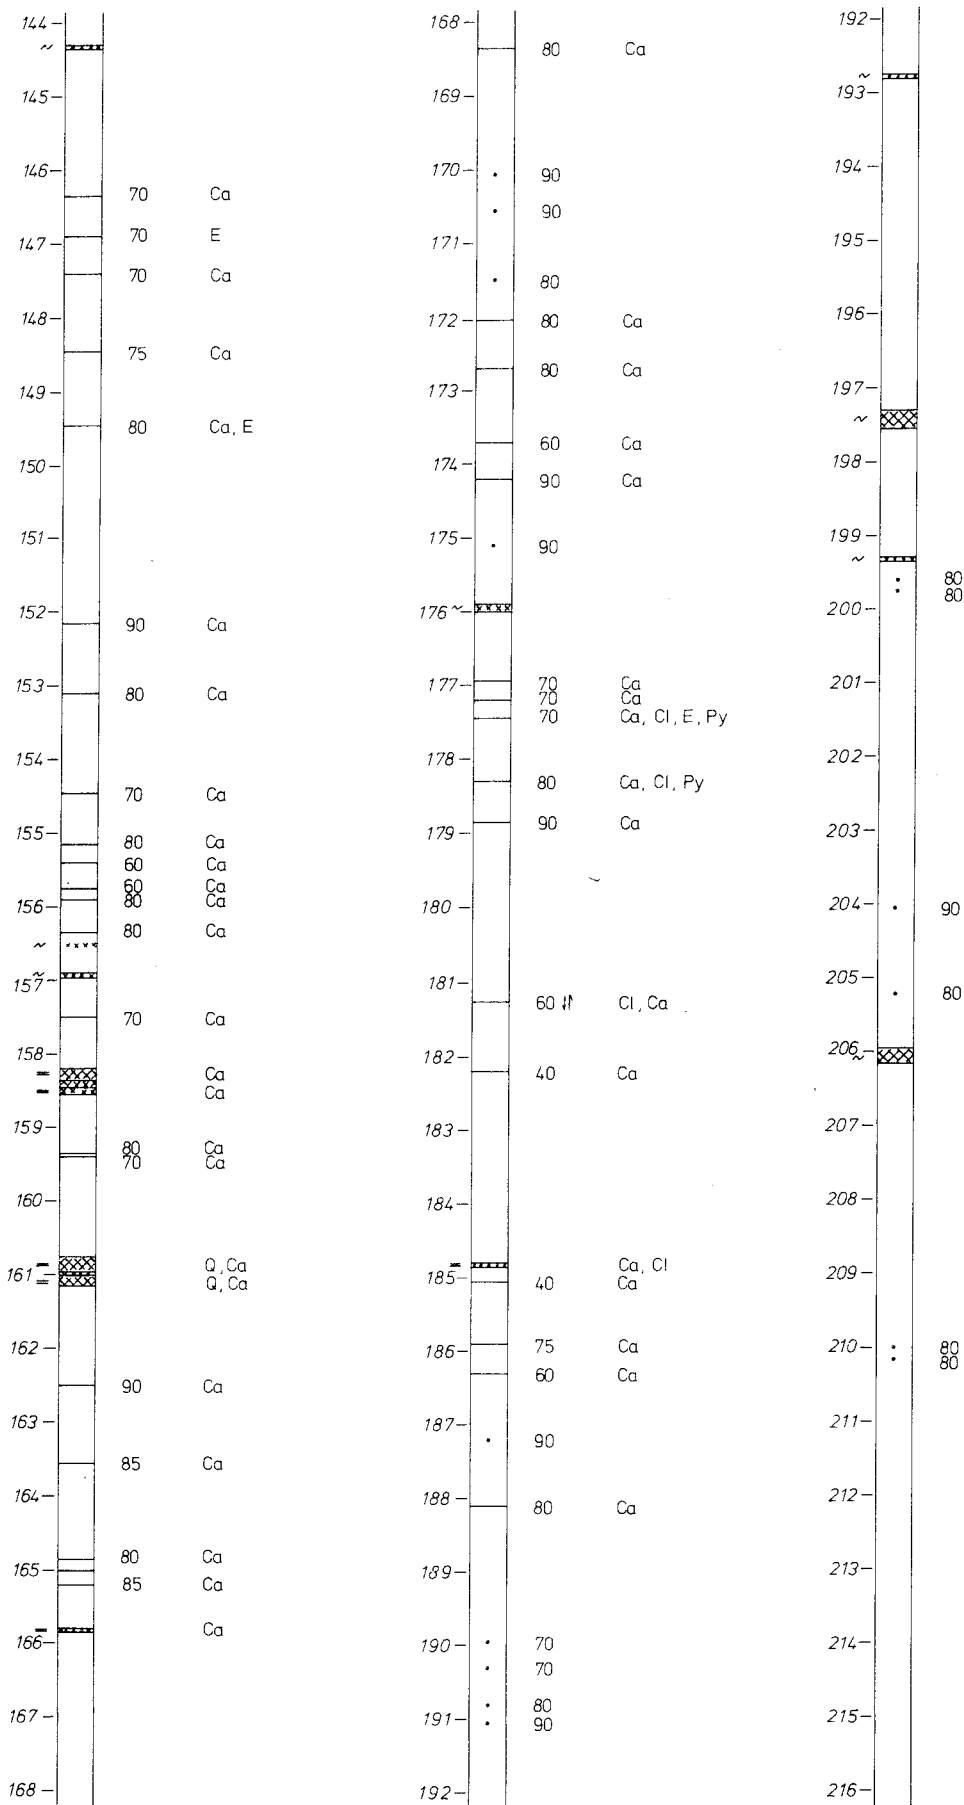 144
~
145
146
70 Ca
70 E
147
70 Ca
148
75 Ca
149
80 Ca, E
150
151
152
90 Ca
153
80 Ca
154
70 Ca
155
80 Ca
60 Ca
60 Ca
80 Ca
156
80 Ca
~
~
157
70 Ca
158
Ca
Ca
159
80 Ca
70 Ca
160
Q, Ca
161
Q, Ca
162
90 Ca
163
85 Ca
164
80 Ca
165
85 Ca
Ca
166
167
168
168
80 Ca
169
170
90
90
171
80
172
80 Ca
80 Ca
173
60 Ca
174
90 Ca
175
90
176~
177
70 Ca
70 Ca
70 Ca, Cl, E, Py
178
80 Ca, Cl, Py
179
90 Ca
180
181
60 Cl, Ca
182
40 Ca
183
184
Ca, Cl
185
40 Ca
186
75 Ca
60 Ca
187
90
188
80 Ca
189
190
70
70
80
191
90
192
192
~
193
194
195
196
197
~
198
199
~
80
80
200
201
202
203
204
90
205
80
206
~
207
208
209
210
80
80
211
212
213
214
215
216